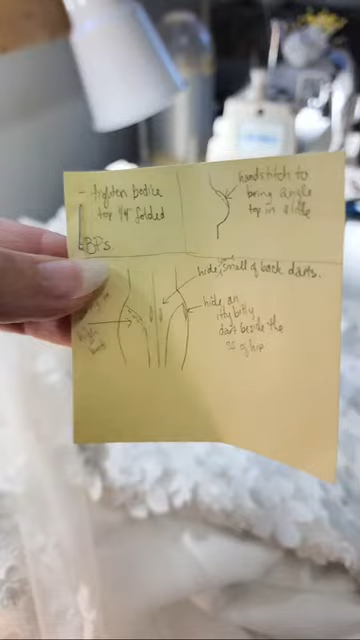 - tighten bodice
top 1/4" folded
BPs.
handstitch to
bring angle
top in a little
hide small of back darts.
hide an
itty bitty
dart beside the
of hip